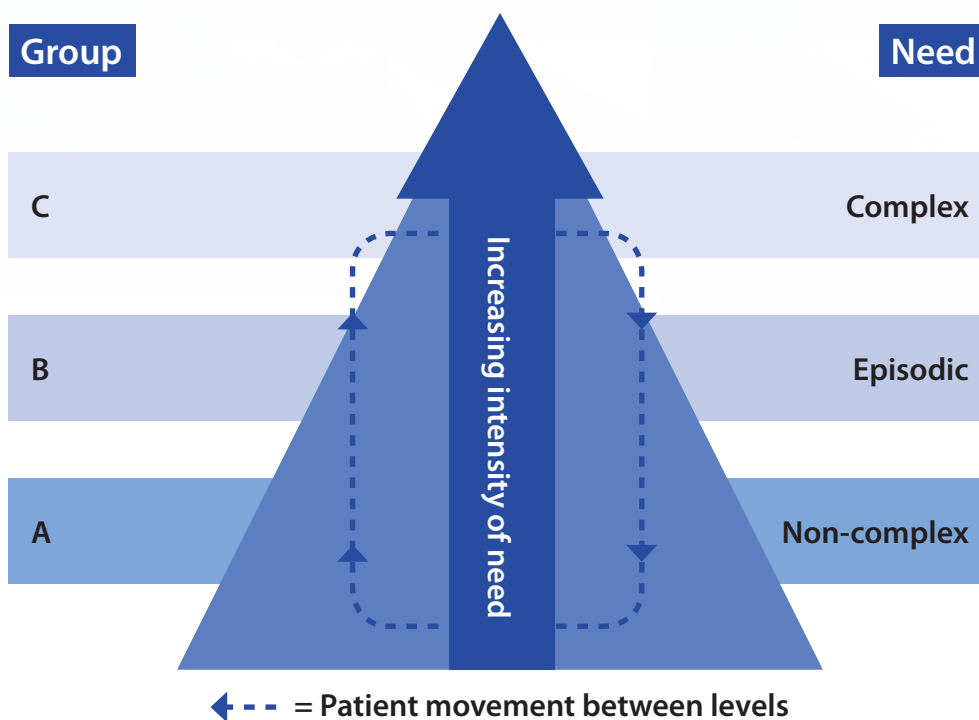 Group
Need
C
Complex
B
Episodic
A
Non-complex
Increasing intensity of need
= Patient movement between levels